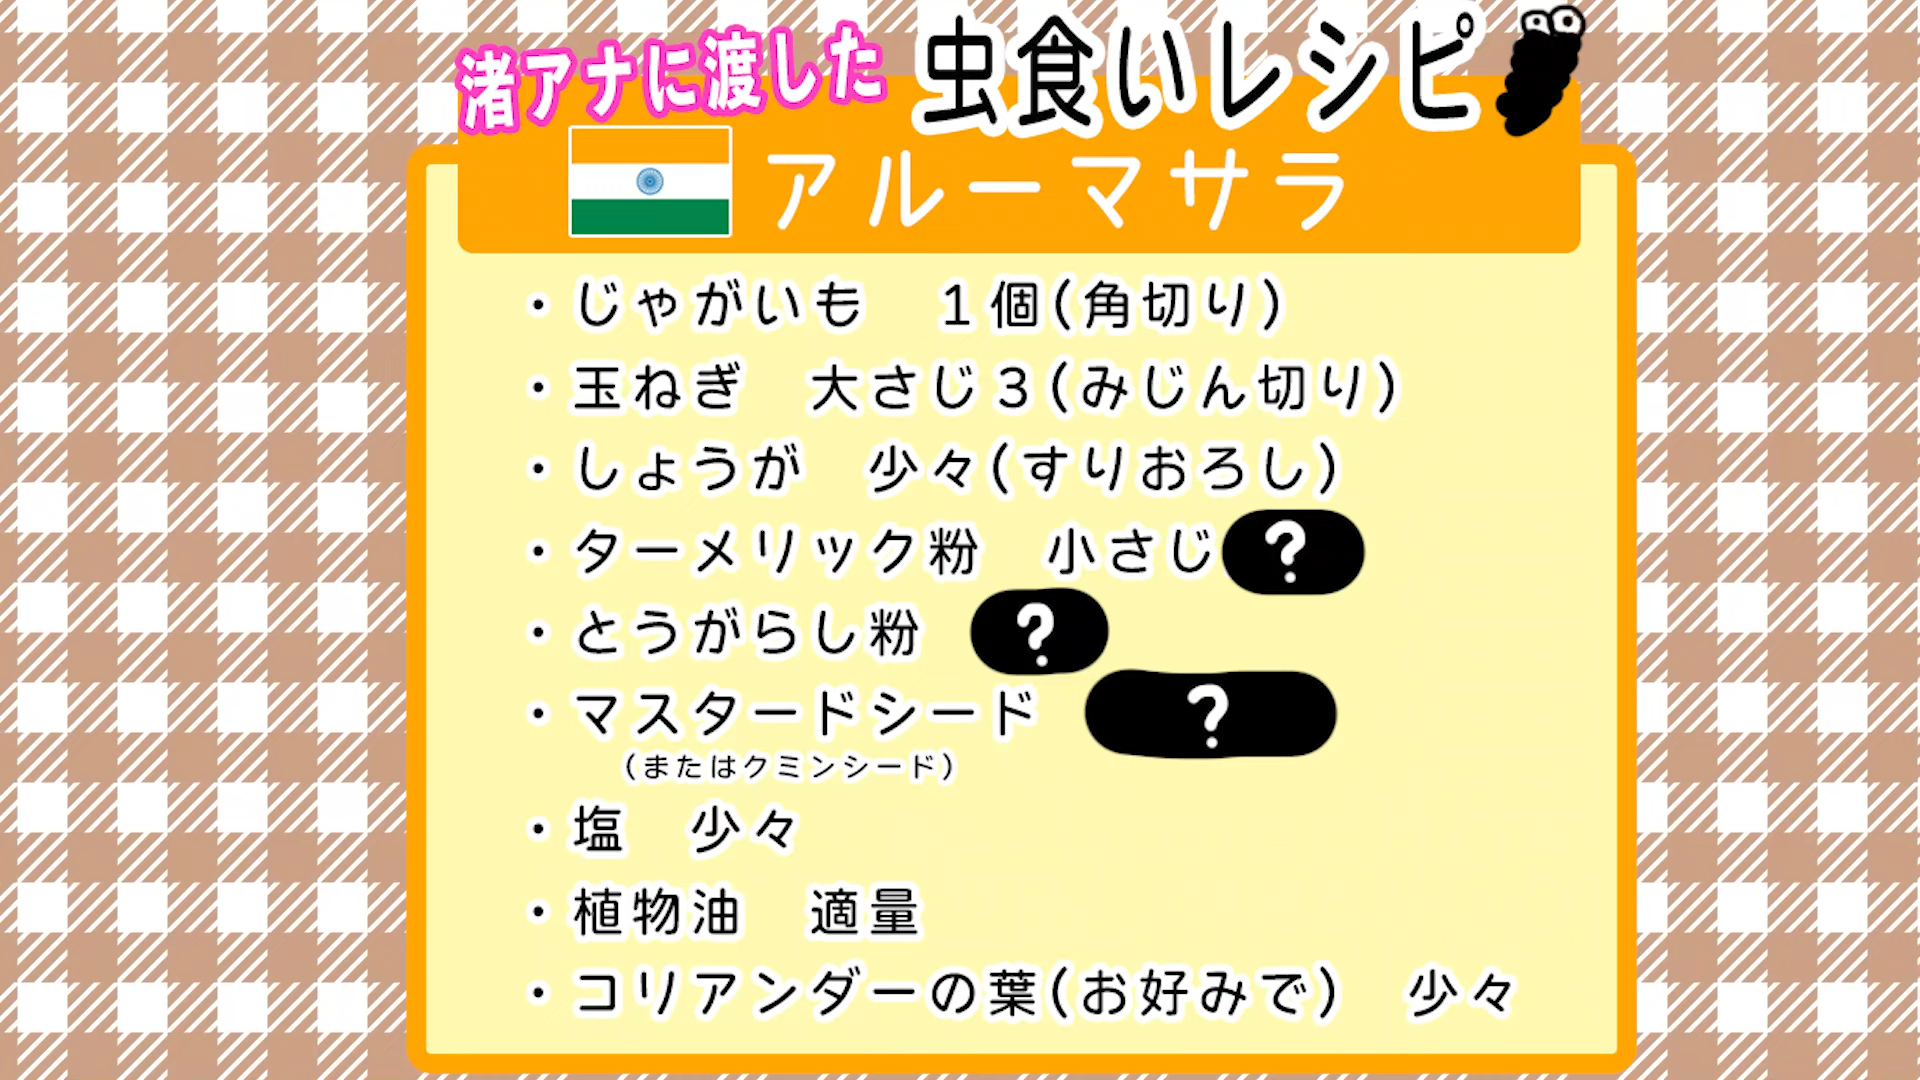 渚アナに渡した 虫食いレシピ
アルーマサラ
・じゃがいも　１個(角切り)
・玉ねぎ　大さじ３(みじん切り)
・しょうが　少々(すりおろし)
・ターメリック粉　小さじ?
・とうがらし粉　?
・マスタードシード　?
(またはクミンシード)
・塩　少々
・植物油　適量
・コリアンダーの葉(お好みで)　少々